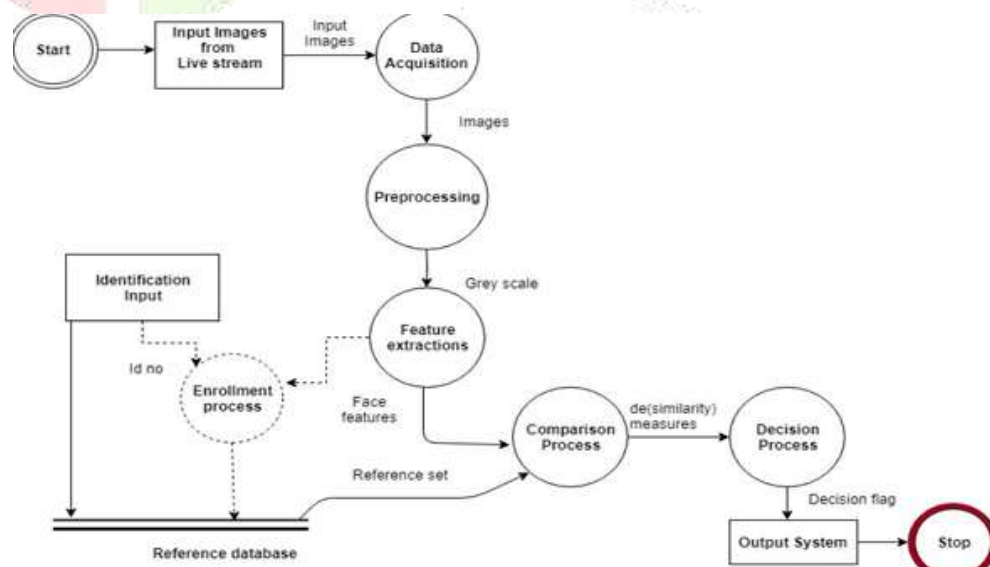 Start
Input Images
from
Live stream
Input
Images
Data
Acquisition
Images
Preprocessing
Grey scale
Identification
Input
Feature
extractions
Id no
Enrollment
process
Face
features
Comparison
Process
de(similarity)
measures
Decision
Process
Reference set
Decision flag
Reference database
Output System
Stop